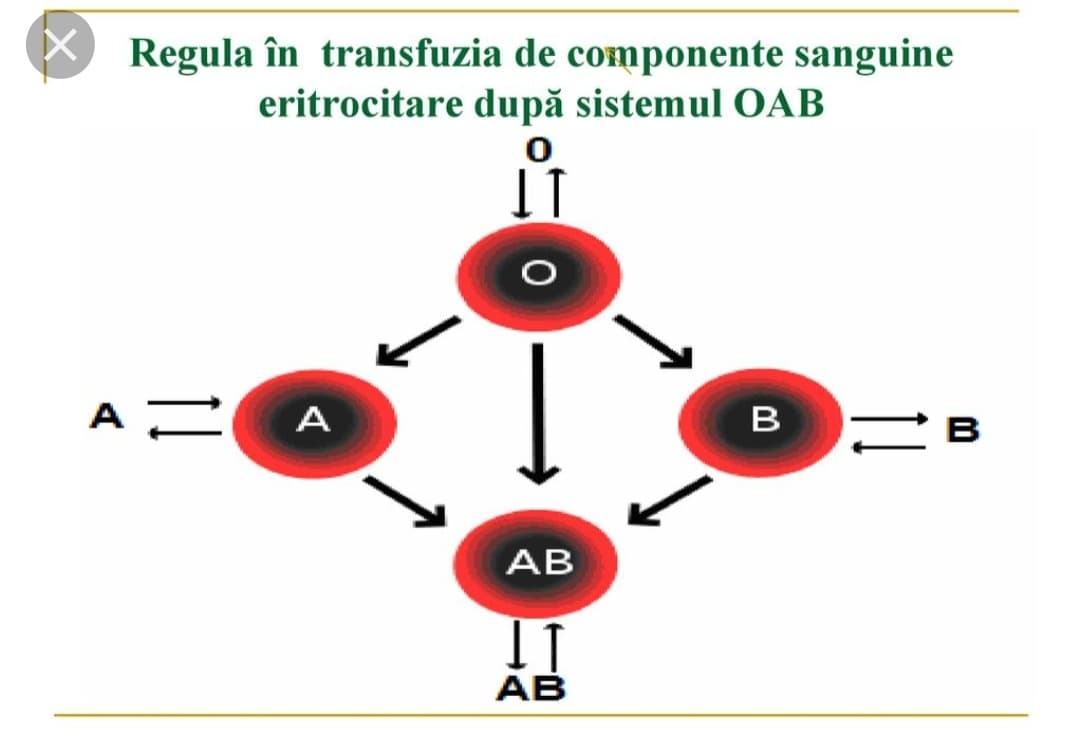 Regula în transfuzia de componente sanguine
eritrocitare după sistemul OAB
O
O
A
A
B
B
AB
AB